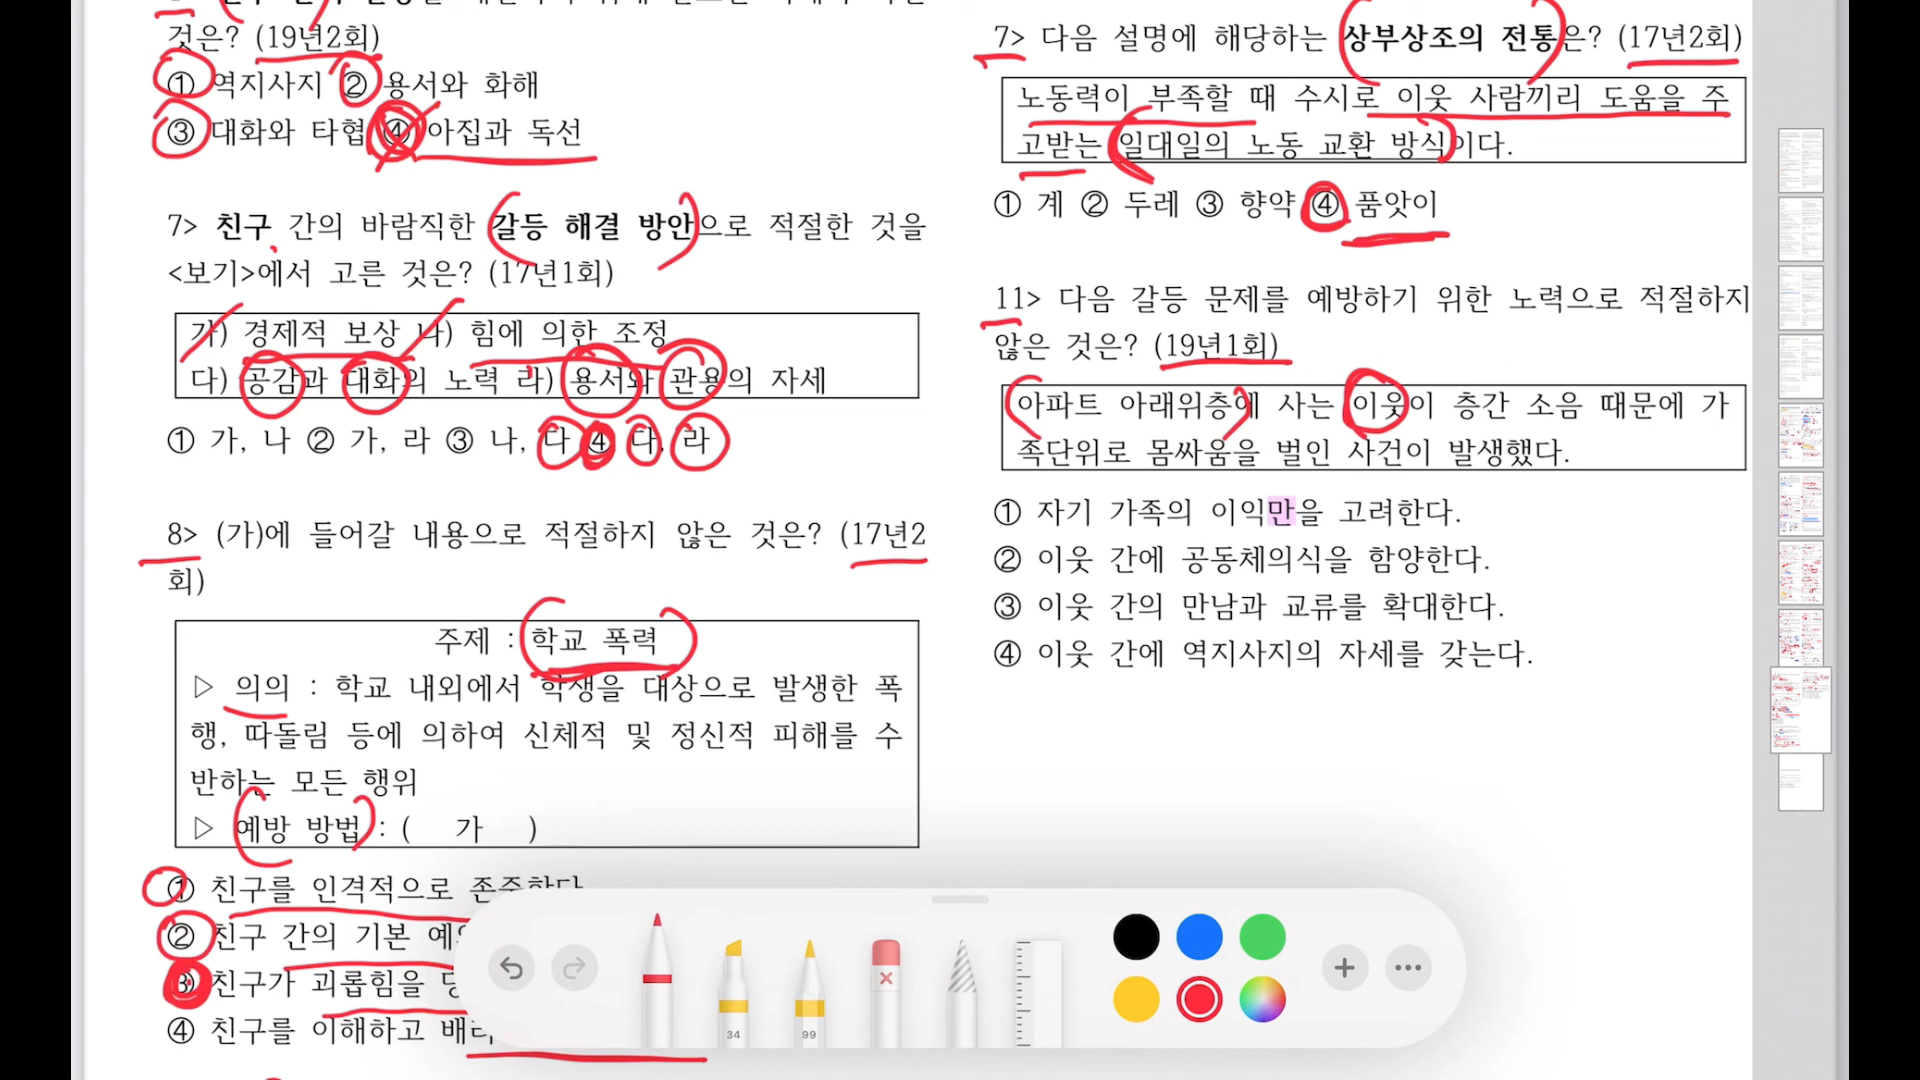 것은? (19년2회)
① 역지사지 ② 용서와 화해
③ 대화와 타협 ④ 아집과 독선
7> 친구 간의 바람직한 갈등 해결 방안으로 적절한 것을
<보기>에서 고른 것은? (17년1회)
가) 경제적 보상 나) 힘에 의한 조정
다) 공감과 대화의 노력 라) 용서와 관용의 자세
① 가, 나 ② 가, 라 ③ 나, 다 ④ 다, 라
8> (가)에 들어갈 내용으로 적절하지 않은 것은? (17년2
회)
주제 : 학교 폭력
▷ 의의 : 학교 내외에서 학생을 대상으로 발생한 폭
행, 따돌림 등에 의하여 신체적 및 정신적 피해를 수
반하는 모든 행위
▷ 예방 방법 : ( 가 )
① 친구를 인격적으로 존중한다
② 친구 간의 기본
③ 친구가 괴롭힘을
④ 친구를 이해하고
7> 다음 설명에 해당하는 상부상조의 전통은? (17년2회)
노동력이 부족할 때 수시로 이웃 사람끼리 도움을 주
고받는 일대일의 노동 교환 방식이다.
① 계 ② 두레 ③ 향약 ④ 품앗이
11> 다음 갈등 문제를 예방하기 위한 노력으로 적절하지
않은 것은? (19년1회)
아파트 아래위층에 사는 이웃이 층간 소음 때문에 가
족단위로 몸싸움을 벌인 사건이 발생했다.
① 자기 가족의 이익만을 고려한다.
② 이웃 간에 공동체의식을 함양한다.
③ 이웃 간의 만남과 교류를 확대한다.
④ 이웃 간에 역지사지의 자세를 갖는다.
34
99